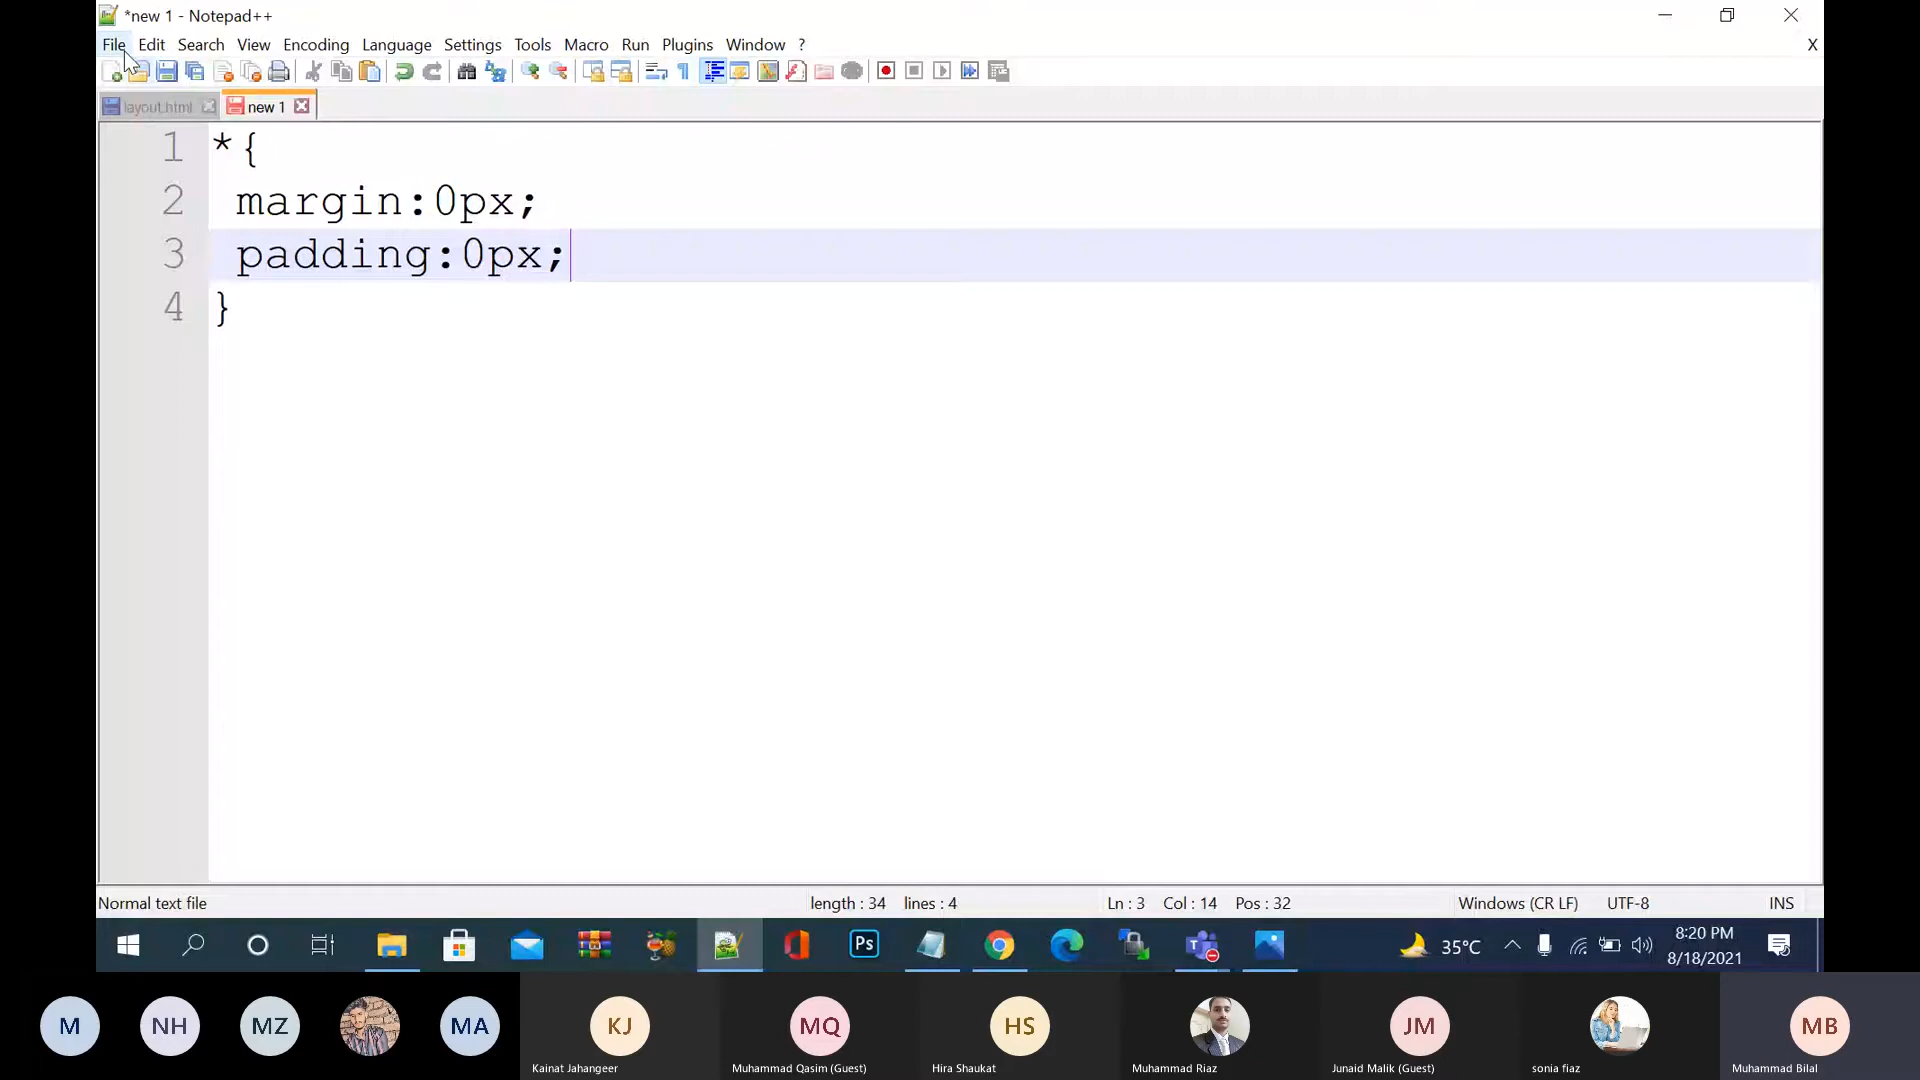 *new 1 - Notepad++
File Edit Search View Encoding Language Settings Tools Macro Run Plugins Window ? X
layout.html new 1
1 *{
2 margin:0px;
3 padding:0px;
4 }
Normal text file length : 34 lines : 4 Ln : 3 Col : 14 Pos : 32 Windows (CR LF) UTF-8 INS
Ps 35°C 8:20 PM
8/18/2021
M NH MZ MA KJ MQ HS JM MB
Kainat Jahangeer Muhammad Qasim (Guest) Hira Shaukat Muhammad Riaz Junaid Malik (Guest) sonia fiaz Muhammad Bilal